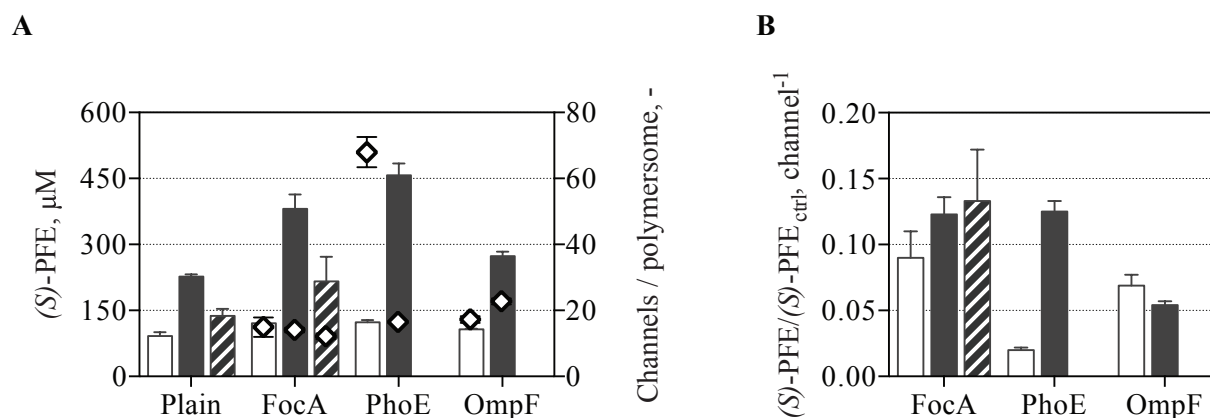 A
B
(S)-PFE, µM
600
450
300
150
0
80
60
40
20
0
Channels / polymersome, -
Plain FocA PhoE OmpF
(S)-PFE/(S)-PFEctrl, channel-1
0.20
0.15
0.10
0.05
0.00
FocA PhoE OmpF